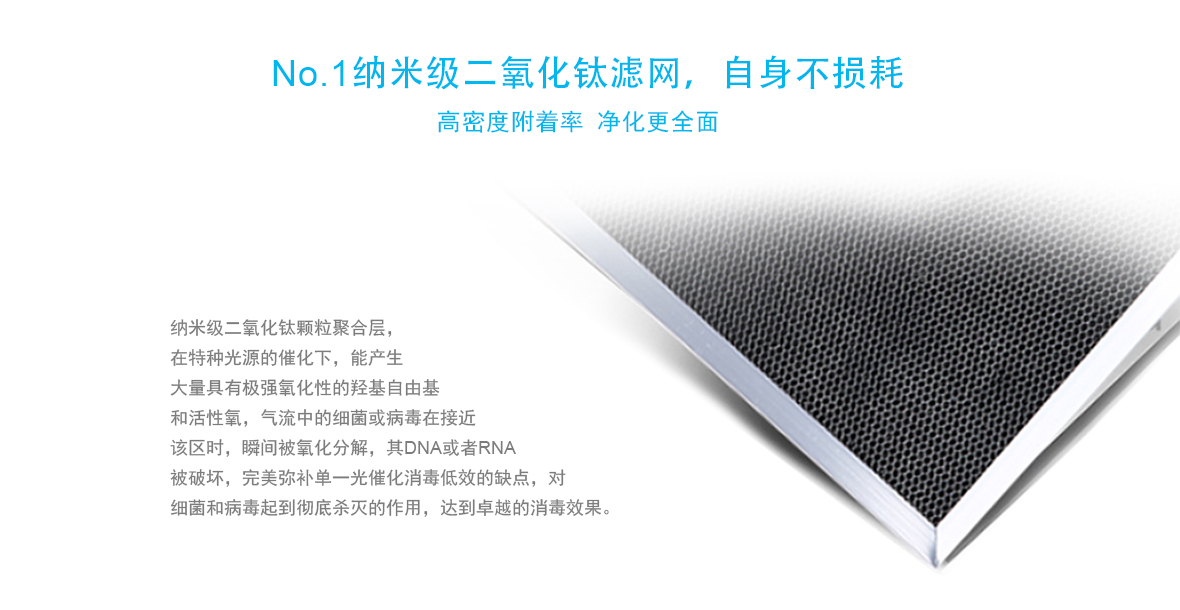 No.1纳米级二氧化钛滤网，自身不损耗
高密度附着率 净化更全面
纳米级二氧化钛颗粒聚合层，
在特种光源的催化下，能产生
大量具有极强氧化性的羟基自由基
和活性氧，气流中的细菌或病毒在接近
该区时，瞬间被氧化分解，其DNA或者RNA
被破坏，完美弥补单一光催化消毒低效的缺点，对
细菌和病毒起到彻底杀灭的作用，达到卓越的消毒效果。